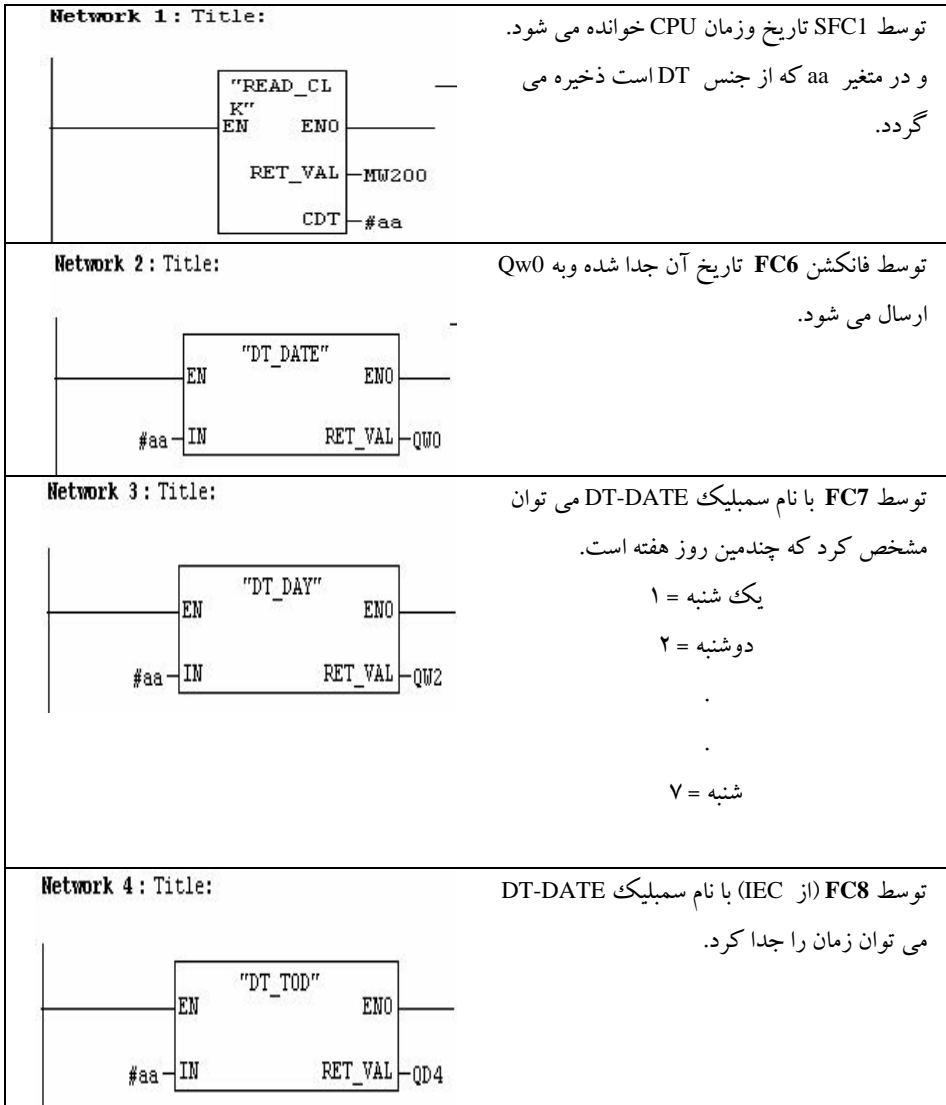 Network 1: Title:
"READ_CL
K"
EN ENO
RET_VAL MW200
CDT #aa
توسط SFC1 تاریخ وزمان CPU خوانده می شود.
و در متغیر aa که از جنس DT است ذخیره می
گردد.
Network 2: Title:
"DT_DATE"
EN ENO
#aa IN RET_VAL QW0
توسط فانکشن FC6 تاریخ آن جدا شده وبه Qw0
ارسال می شود.
Network 3: Title:
"DT_DAY"
EN ENO
#aa IN RET_VAL QW2
توسط FC7 با نام سمبلیک DT-DATE می توان
مشخص کرد که چندمین روز هفته است.
یک شنبه = ۱
دوشنبه = ۲
.
.
شنبه = ۷
Network 4: Title:
"DT_TOD"
EN ENO
#aa IN RET_VAL QD4
توسط FC8 (از IEC) با نام سمبلیک DT-DATE
می توان زمان را جدا کرد.